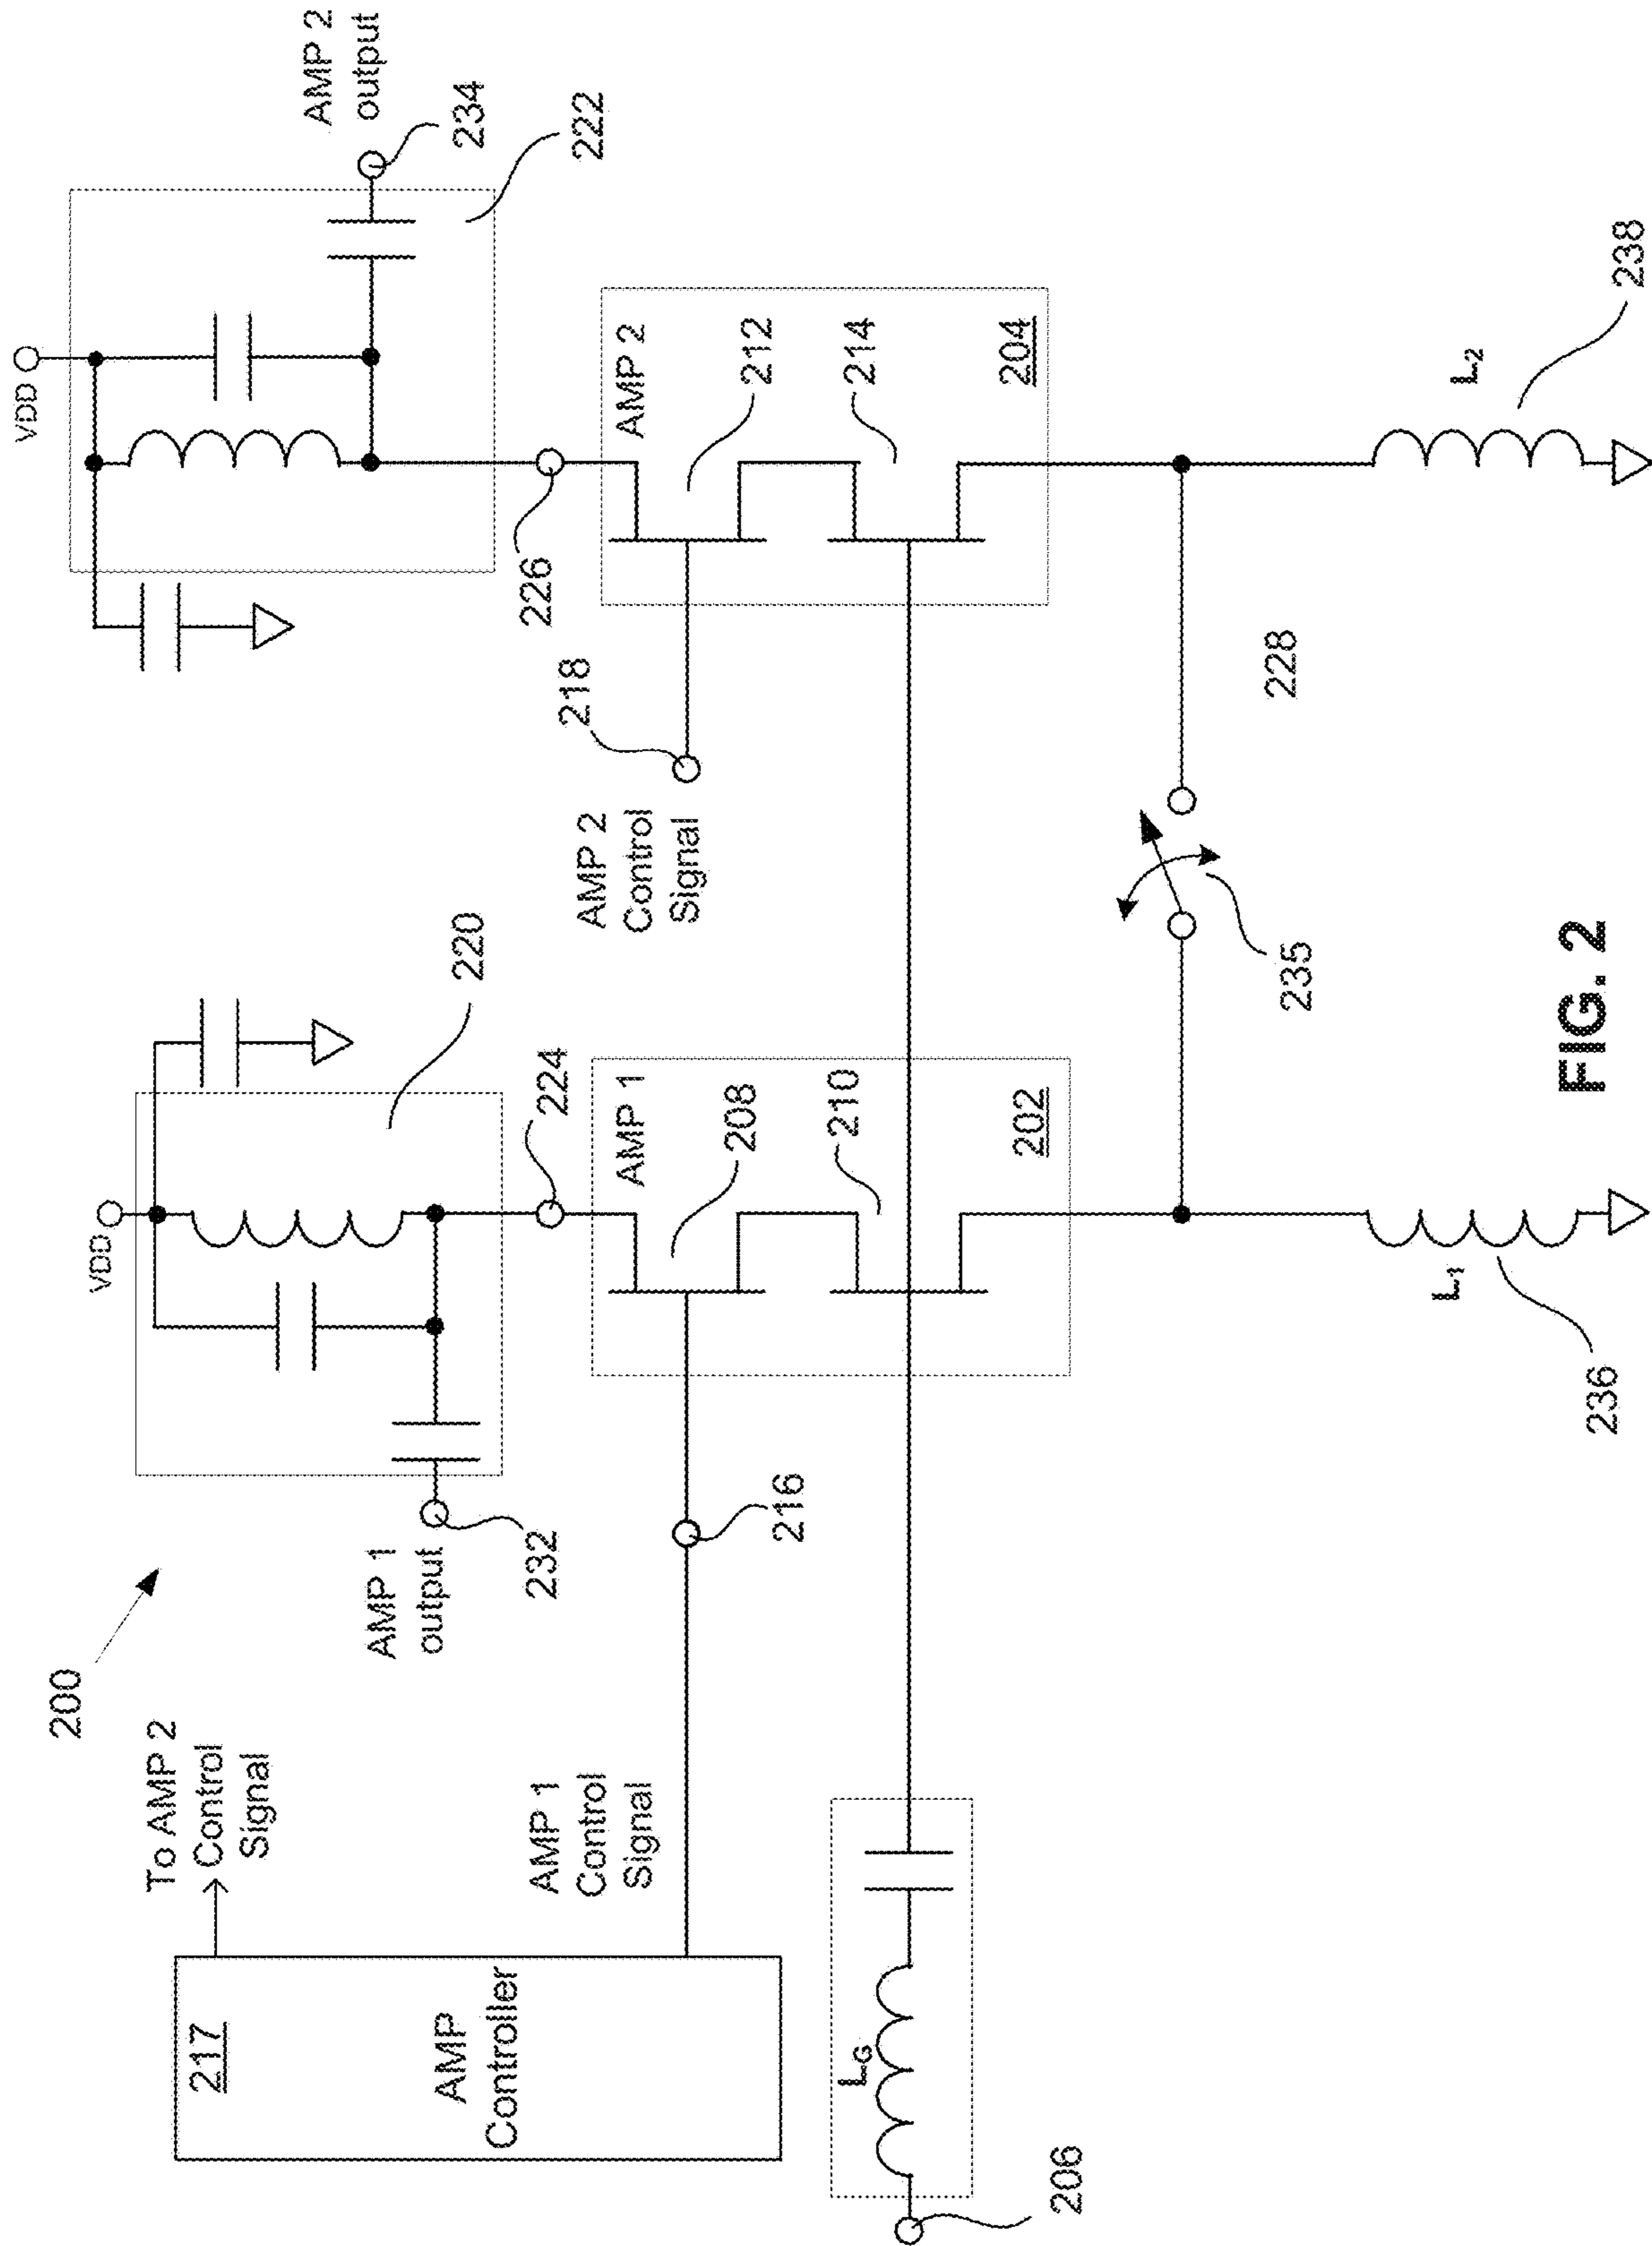 200
To AMP 2
Control
Signal
217
AMP
Controller
AMP 1
Control
Signal
216
AMP 1
output
232
VDD
220
224
AMP 1
208
210
202
VDD
AMP 2
output
234
222
226
AMP 2
212
214
204
218
AMP 2
Control
Signal
LG
206
228
235
L1
236
L2
238
FIG. 2